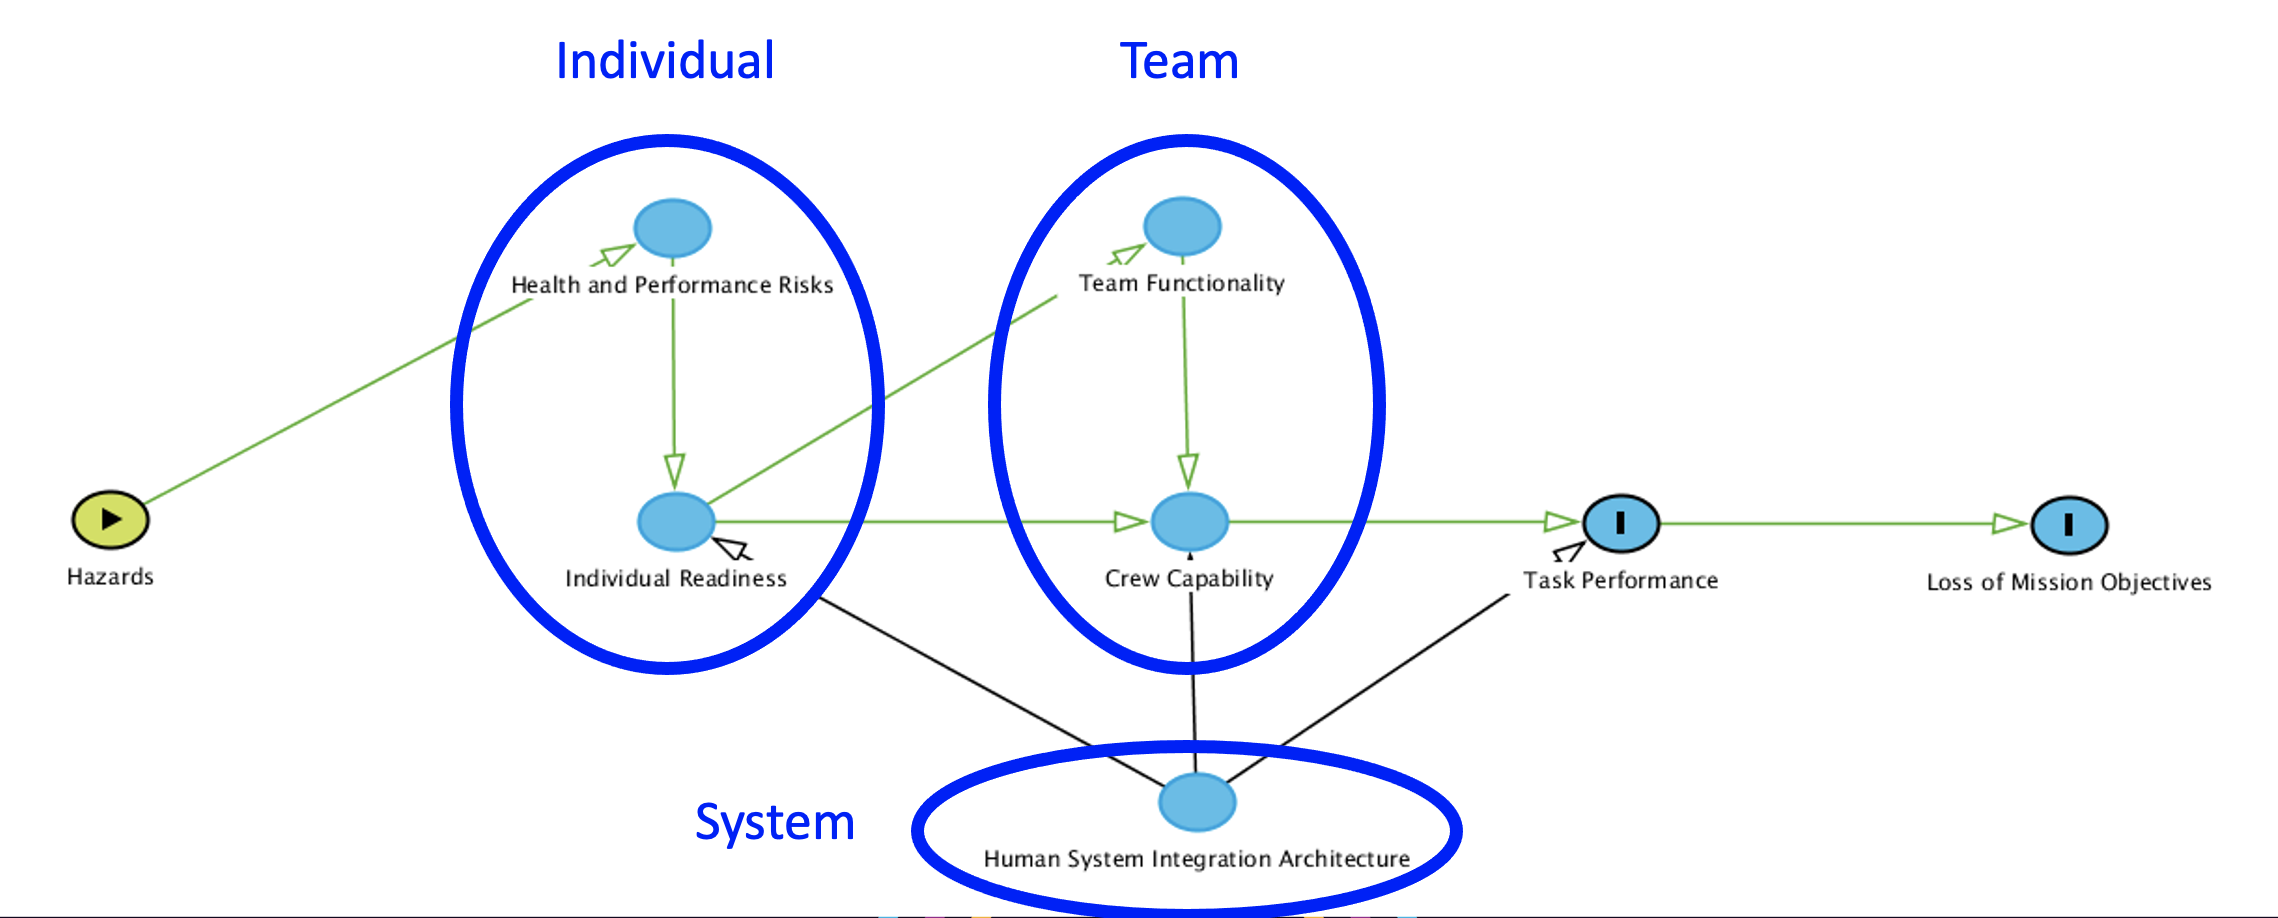 Individual
Team
Health and Performance Risks
Team Functionality
Hazards
Individual Readiness
Crew Capability
Task Performance
Loss of Mission Objectives
System
Human System Integration Architecture